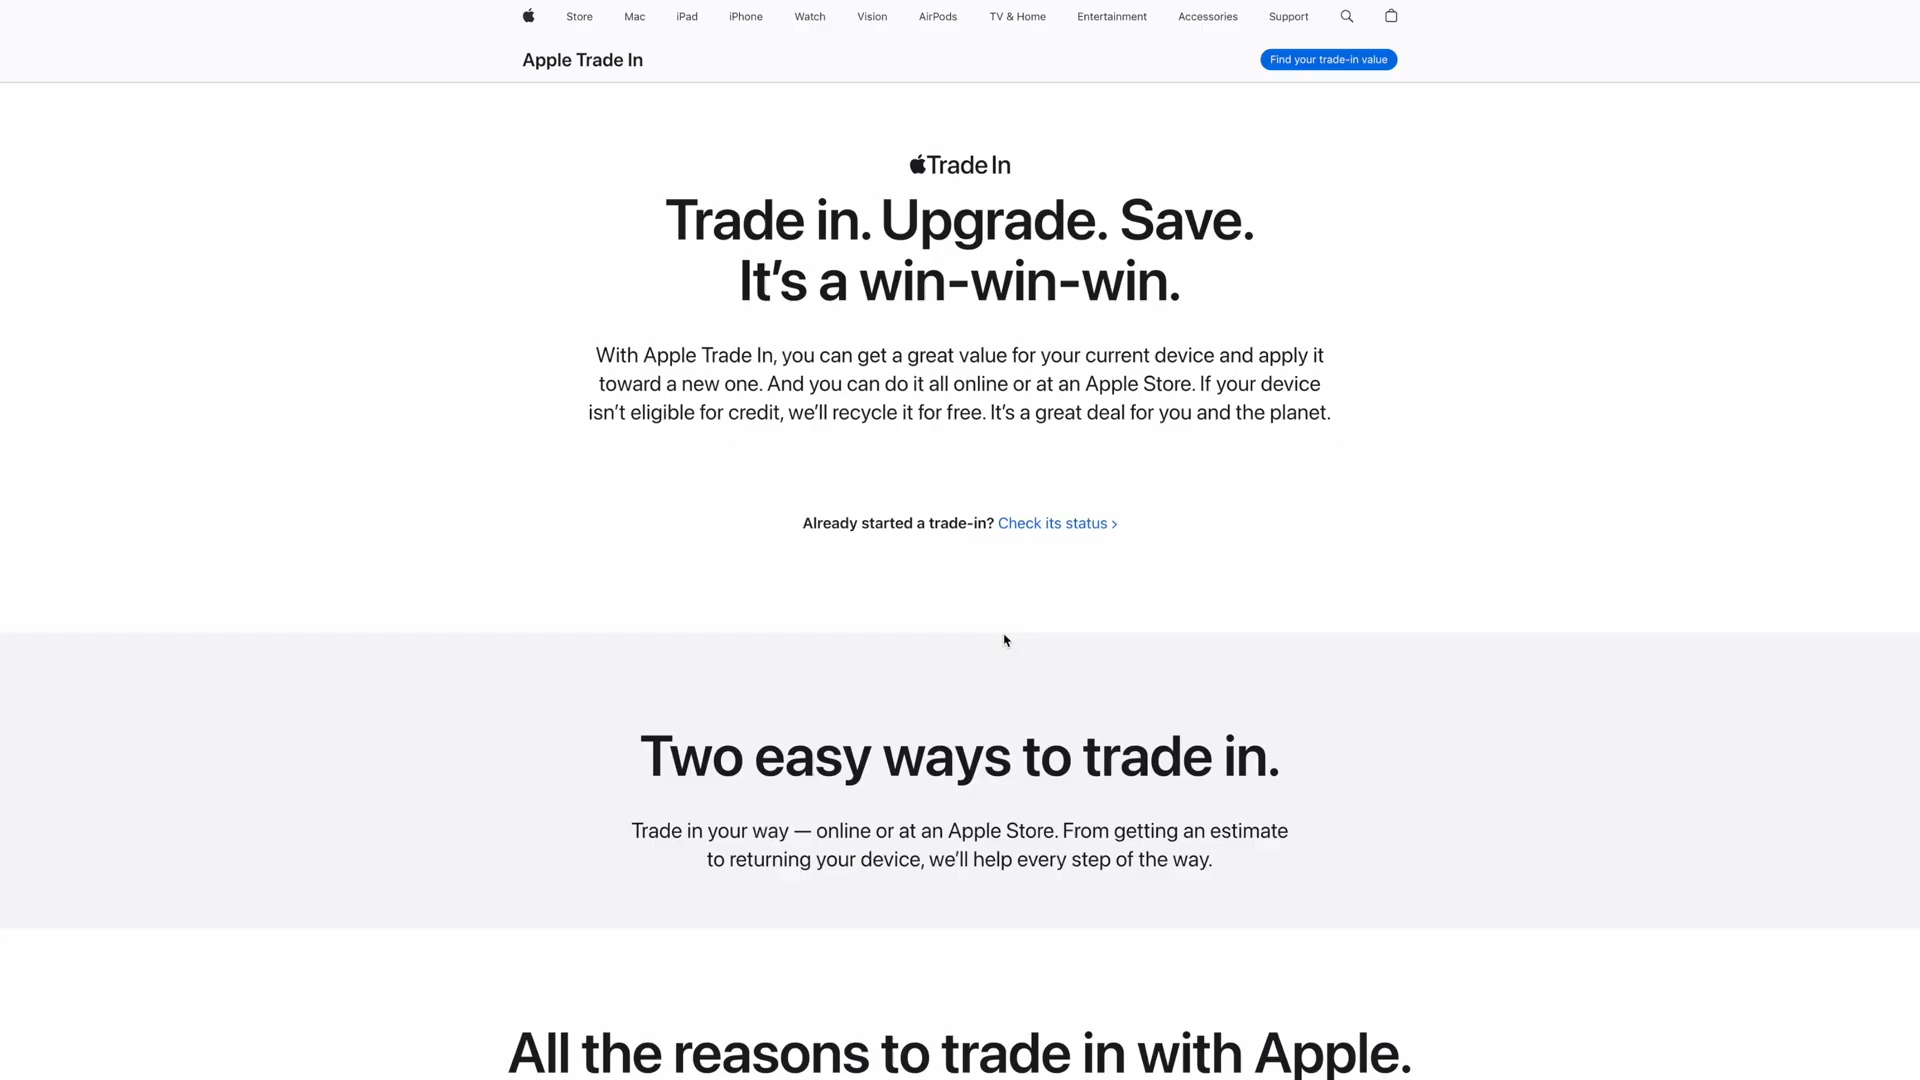 Store Mac iPad iPhone Watch Vision AirPods TV & Home Entertainment Accessories Support
Apple Trade In
Find your trade-in value
Trade In
Trade in. Upgrade. Save.
It’s a win-win-win.
With Apple Trade In, you can get a great value for your current device and apply it
toward a new one. And you can do it all online or at an Apple Store. If your device
isn’t eligible for credit, we’ll recycle it for free. It’s a great deal for you and the planet.
Already started a trade-in? Check its status ›
Two easy ways to trade in.
Trade in your way — online or at an Apple Store. From getting an estimate
to returning your device, we’ll help every step of the way.
All the reasons to trade in with Apple.